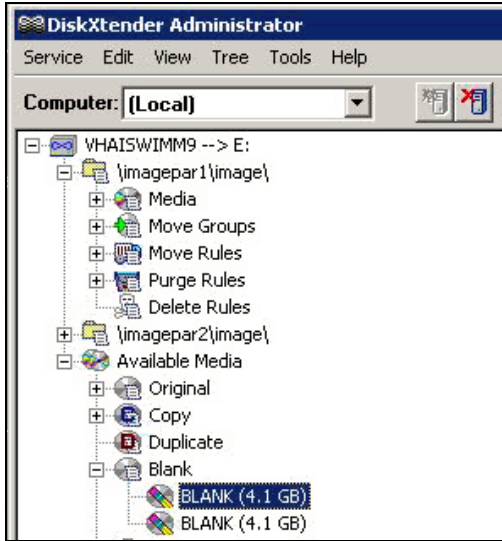 DiskXtender Administrator
Service Edit View Tree Tools Help
Computer: (Local)
VHAISWIMM9 --> E:
\imagepar1\image\
Media
Move Groups
Move Rules
Purge Rules
Delete Rules
\imagepar2\image\
Available Media
Original
Copy
Duplicate
Blank
BLANK (4.1 GB)
BLANK (4.1 GB)